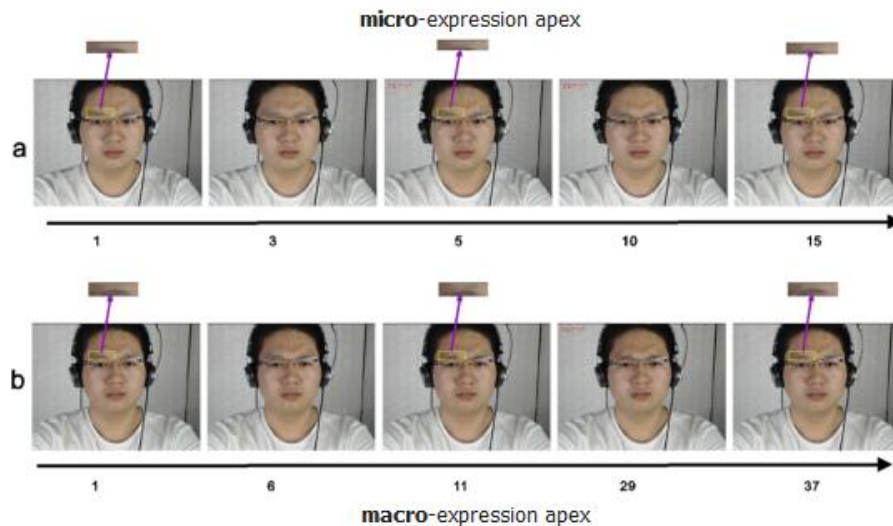 micro-expression apex
a
1 3 5 10 15
b
1 6 11 29 37
macro-expression apex